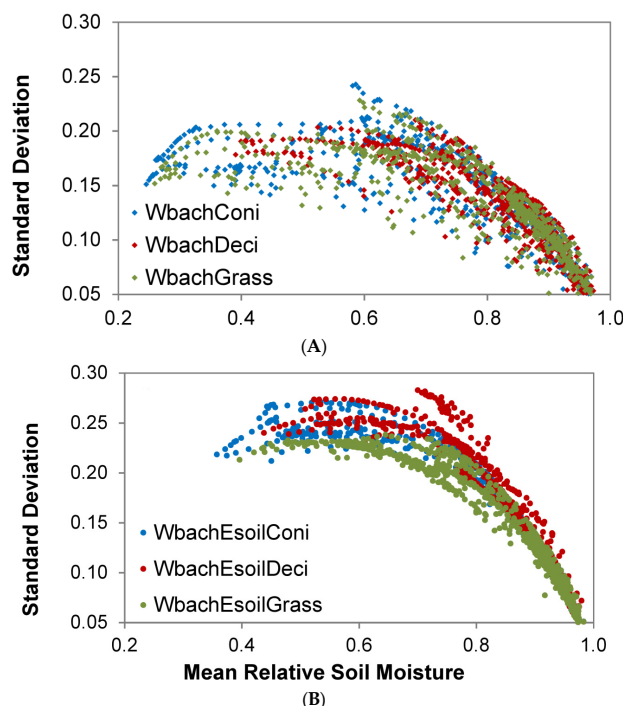 0.30
0.25
0.20
0.15
0.10
0.05
Standard Deviation
WbachConi
WbachDeci
WbachGrass
0.2 0.4 0.6 0.8 1.0
(A)
0.30
0.25
0.20
0.15
0.10
0.05
Standard Deviation
WbachEsoilConi
WbachEsoilDeci
WbachEsoilGrass
0.2 0.4 0.6 0.8 1.0
Mean Relative Soil Moisture
(B)